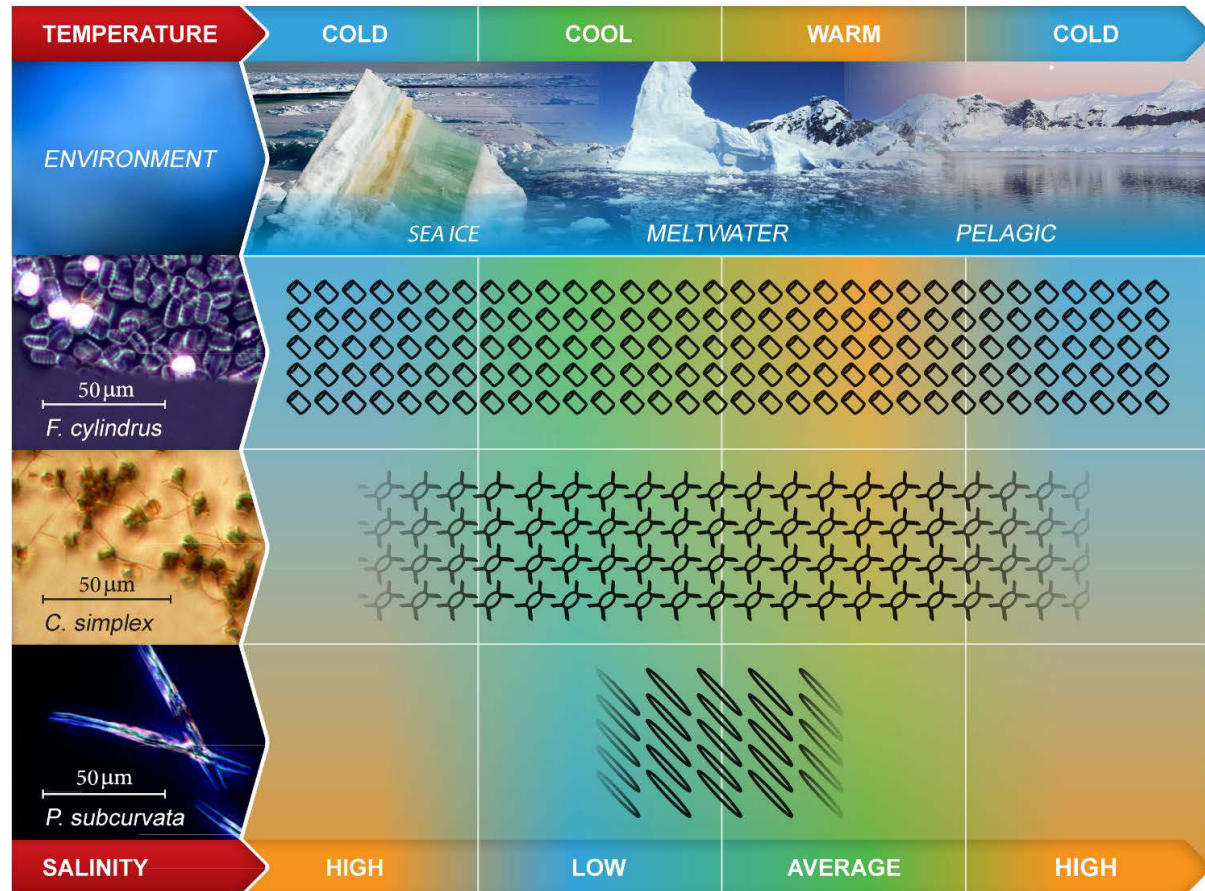 TEMPERATURE
COLD
COOL
WARM
COLD
ENVIRONMENT
SEA ICE
MELTWATER
PELAGIC
50 µm
F. cylindrus
50 µm
C. simplex
50 µm
P. subcurvata
SALINITY
HIGH
LOW
AVERAGE
HIGH